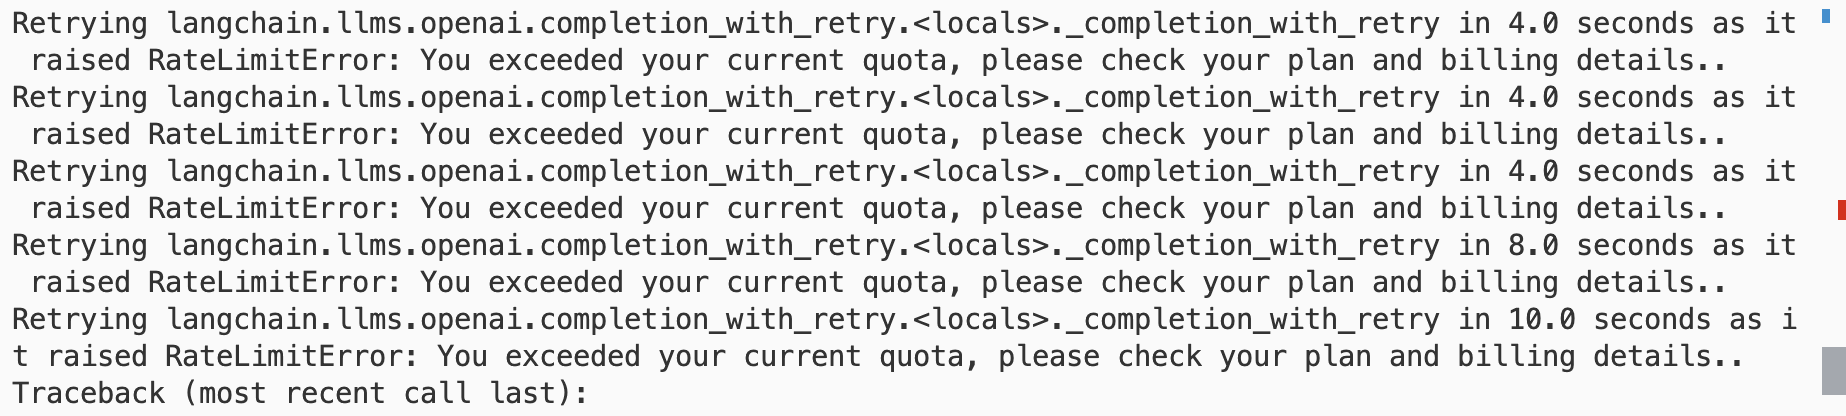 Retrying langchain.llms.openai.completion_with_retry.<locals>._completion_with_retry in 4.0 seconds as it
 raised RateLimitError: You exceeded your current quota, please check your plan and billing details..
Retrying langchain.llms.openai.completion_with_retry.<locals>._completion_with_retry in 4.0 seconds as it
 raised RateLimitError: You exceeded your current quota, please check your plan and billing details..
Retrying langchain.llms.openai.completion_with_retry.<locals>._completion_with_retry in 4.0 seconds as it
 raised RateLimitError: You exceeded your current quota, please check your plan and billing details..
Retrying langchain.llms.openai.completion_with_retry.<locals>._completion_with_retry in 8.0 seconds as it
 raised RateLimitError: You exceeded your current quota, please check your plan and billing details..
Retrying langchain.llms.openai.completion_with_retry.<locals>._completion_with_retry in 10.0 seconds as i
t raised RateLimitError: You exceeded your current quota, please check your plan and billing details..
Traceback (most recent call last):